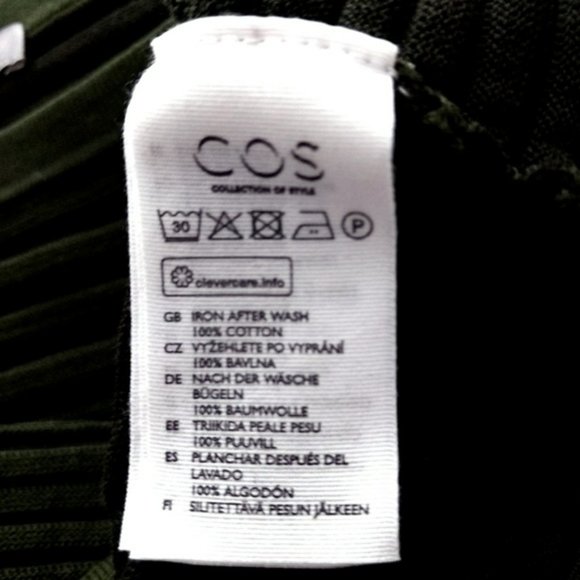 COS
COLLECTION OF STYLE
30
P
clevercare.info
GB IRON AFTER WASH
100% COTTON
CZ VYŽEHLETE PO VYPRÁNÍ
100% BAVLNA
DE NACH DER WÄSCHE
BÜGELN
100% BAUMWOLLE
EE TRIIKIDA PEALE PESU
100% PUUVILL
ES PLANCHAR DESPUÉS DEL
LAVADO
100% ALGODÓN
FI SILITETTÄVÄ PESUN JÄLKEEN